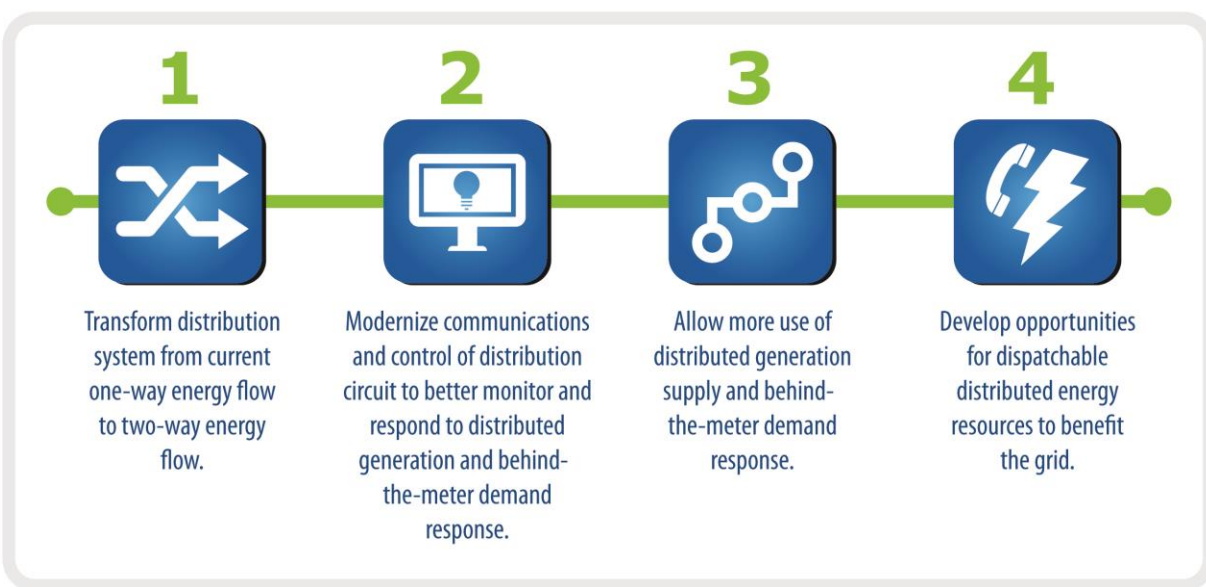 1
Transform distribution
system from current
one-way energy flow
to two-way energy
flow.
2
Modernize communications
and control of distribution
circuit to better monitor and
respond to distributed
generation and behind-
the-meter demand
response.
3
Allow more use of
distributed generation
supply and behind-
the-meter demand
response.
4
Develop opportunities
for dispatchable
distributed energy
resources to benefit
the grid.